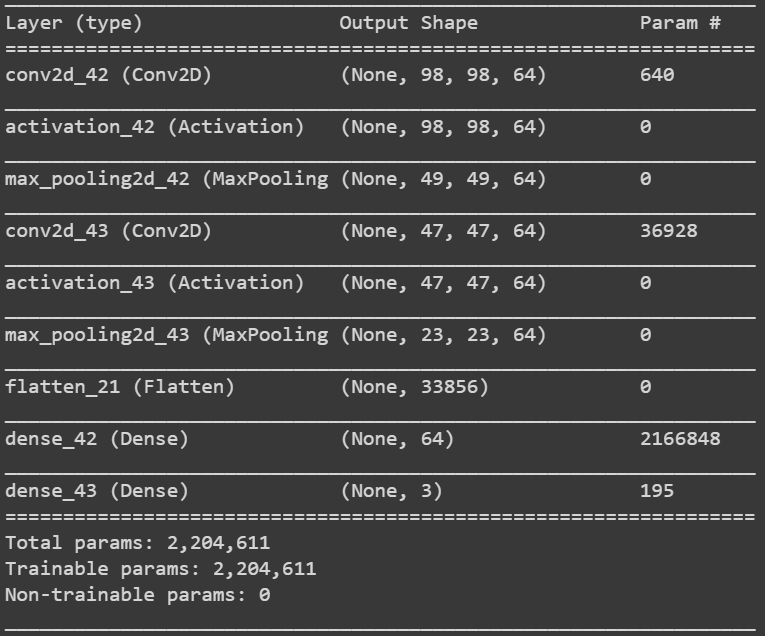 Layer (type) Output Shape Param #
=================================================================
conv2d_42 (Conv2D) (None, 98, 98, 64) 640
activation_42 (Activation) (None, 98, 98, 64) 0
max_pooling2d_42 (MaxPooling (None, 49, 49, 64) 0
conv2d_43 (Conv2D) (None, 47, 47, 64) 36928
activation_43 (Activation) (None, 47, 47, 64) 0
max_pooling2d_43 (MaxPooling (None, 23, 23, 64) 0
flatten_21 (Flatten) (None, 33856) 0
dense_42 (Dense) (None, 64) 2166848
dense_43 (Dense) (None, 3) 195
=================================================================
Total params: 2,204,611
Trainable params: 2,204,611
Non-trainable params: 0